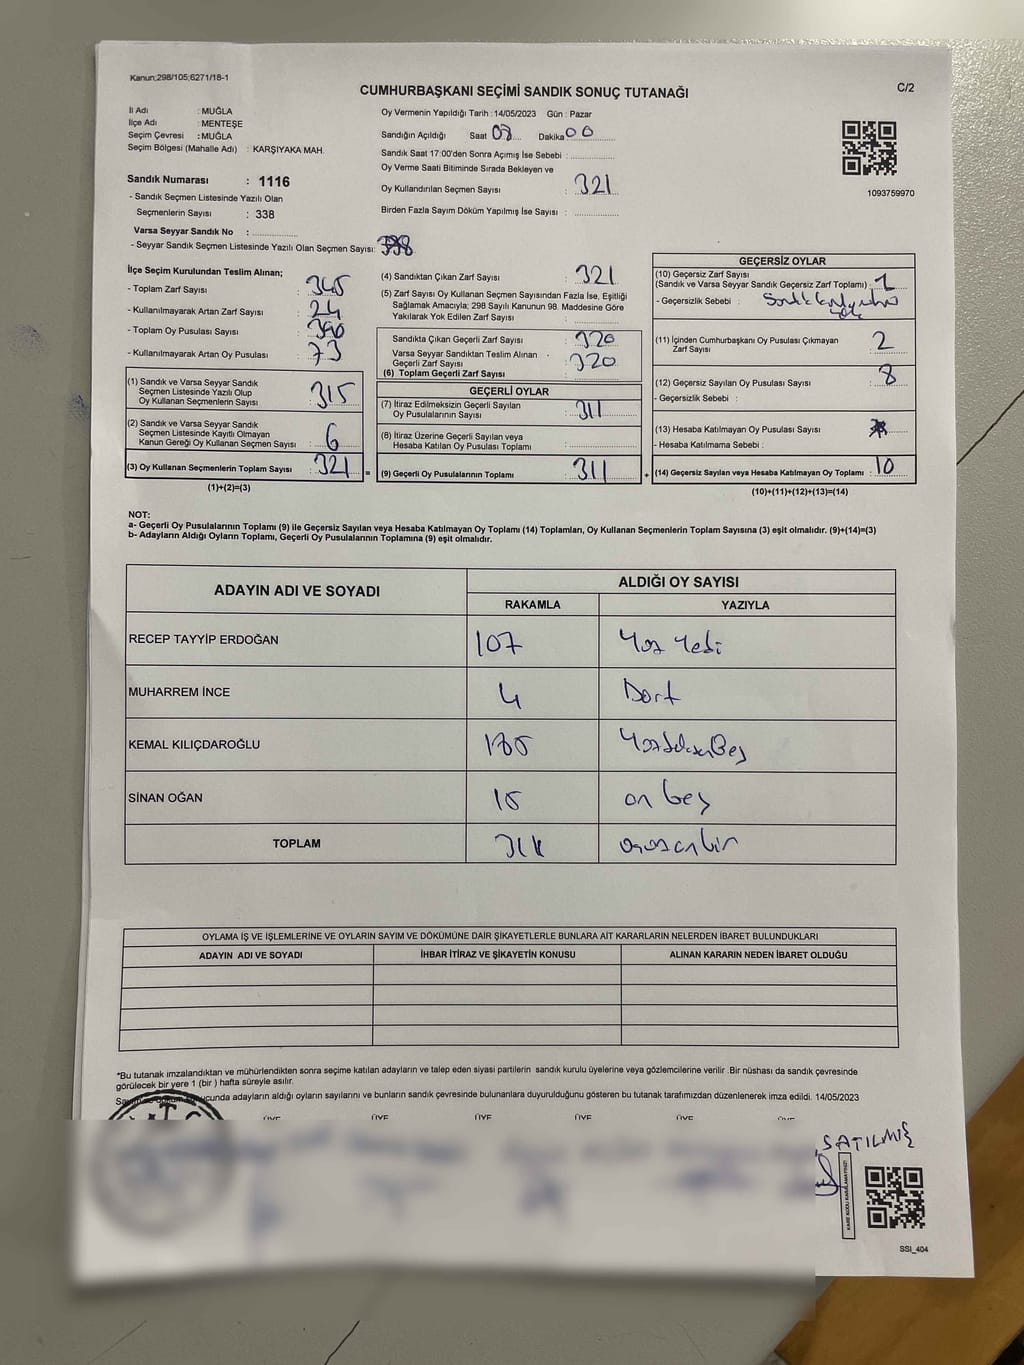 Kanun;298/105;6271/18-1
C/2
CUMHURBAŞKANI SEÇİMİ SANDIK SONUÇ TUTANAĞI
İl Adı : MUĞLA
İlçe Adı : MENTEŞE
Seçim Çevresi : MUĞLA
Seçim Bölgesi (Mahalle Adı) : KARŞIYAKA MAH.
Sandık Numarası : 1116
- Sandık Seçmen Listesinde Yazılı Olan
Seçmenlerin Sayısı : 338
Varsa Seyyar Sandık No :
- Seyyar Sandık Seçmen Listesinde Yazılı Olan Seçmen Sayısı:
Oy Vermenin Yapıldığı Tarih : 14/05/2023 Gün : Pazar
Sandığın Açıldığı Saat 08 Dakika 00
Sandık Saat 17:00'den Sonra Açımış İse Sebebi :
Oy Verme Saati Bitiminde Sırada Bekleyen ve
Oy Kullandırılan Seçmen Sayısı : 321
Birden Fazla Sayım Döküm Yapılmış İse Sayısı :
1093759970
İlçe Seçim Kurulundan Teslim Alınan;
- Toplam Zarf Sayısı : 345
- Kullanılmayarak Artan Zarf Sayısı : 24
- Toplam Oy Pusulası Sayısı :
- Kullanılmayarak Artan Oy Pusulası : 73
(1) Sandık ve Varsa Seyyar Sandık
Seçmen Listesinde Yazılı Olup
Oy Kullanan Seçmenlerin Sayısı : 315
(2) Sandık ve Varsa Seyyar Sandık
Seçmen Listesinde Kayıtlı Olmayan
Kanun Gereği Oy Kullanan Seçmen Sayısı : 6
(3) Oy Kullanan Seçmenlerin Toplam Sayısı : 321
(1)+(2)=(3)
(4) Sandıktan Çıkan Zarf Sayısı : 321
(5) Zarf Sayısı Oy Kullanan Seçmen Sayısından Fazla İse, Eşitliği
Sağlamak Amacıyla; 298 Sayılı Kanunun 98. Maddesine Göre
Yakılarak Yok Edilen Zarf Sayısı :
Sandıkta Çıkan Geçerli Zarf Sayısı : 320
Varsa Seyyar Sandıktan Teslim Alınan
Geçerli Zarf Sayısı : 320
(6) Toplam Geçerli Zarf Sayısı :
GEÇERLİ OYLAR
(7) İtiraz Edilmeksizin Geçerli Sayılan
Oy Pusulalarının Sayısı : 311
(8) İtiraz Üzerine Geçerli Sayılan veya
Hesaba Katılan Oy Pusulası Toplamı :
(9) Geçerli Oy Pusulalarının Toplamı : 311
GEÇERSİZ OYLAR
(10) Geçersiz Zarf Sayısı
(Sandık ve Varsa Seyyar Sandık Geçersiz Zarf Toplamı) : 1
- Geçersizlik Sebebi :
(11) İçinden Cumhurbaşkanı Oy Pusulası Çıkmayan
Zarf Sayısı : 2
(12) Geçersiz Sayılan Oy Pusulası Sayısı : 8
- Geçersizlik Sebebi :
(13) Hesaba Katılmayan Oy Pusulası Sayısı :
- Hesaba Katılmama Sebebi :
(14) Geçersiz Sayılan veya Hesaba Katılmayan Oy Toplamı : 10
(10)+(11)+(12)+(13)=(14)
NOT:
a- Geçerli Oy Pusulalarının Toplamı (9) ile Geçersiz Sayılan veya Hesaba Katılmayan Oy Toplamı (14) Toplamları, Oy Kullanan Seçmenlerin Toplam Sayısına (3) eşit olmalıdır. (9)+(14)=(3)
b- Adayların Aldığı Oyların Toplamı, Geçerli Oy Pusulalarının Toplamına (9) eşit olmalıdır.
ADAYIN ADI VE SOYADI ALDIĞI OY SAYISI
RAKAMLA YAZIYLA
RECEP TAYYİP ERDOĞAN 107 Yüz Yedi
MUHARREM İNCE 4 Dört
KEMAL KILIÇDAROĞLU 185 YüzSeksenBeş
SİNAN OĞAN 15 on beş
TOPLAM 311 üçyüzonbir
OYLAMA İŞ VE İŞLEMLERİNE VE OYLARIN SAYIM VE DÖKÜMÜNE DAİR ŞİKAYETLERLE BUNLARA AİT KARARLARIN NELERDEN İBARET BULUNDUKLARI
ADAYIN ADI VE SOYADI İHBAR İTİRAZ VE ŞİKAYETİN KONUSU ALINAN KARARIN NEDEN İBARET OLDUĞU
*Bu tutanak imzalandıktan ve mühürlendikten sonra seçime katılan adayların ve talep eden siyasi partilerin sandık kurulu üyelerine veya gözlemcilerine verilir .Bir nüshası da sandık çevresinde
görülecek bir yere 1 (bir ) hafta süreyle asılır.
adayların aldığı oyların sayılarını ve bunların sandık çevresinde bulunanlara duyurulduğunu gösteren bu tutanak tarafımızdan düzenlenerek imza edildi. 14/05/2023
ÜYE ÜYE ÜYE ÜYE ÜYE
SATILMIŞ
SSI_404